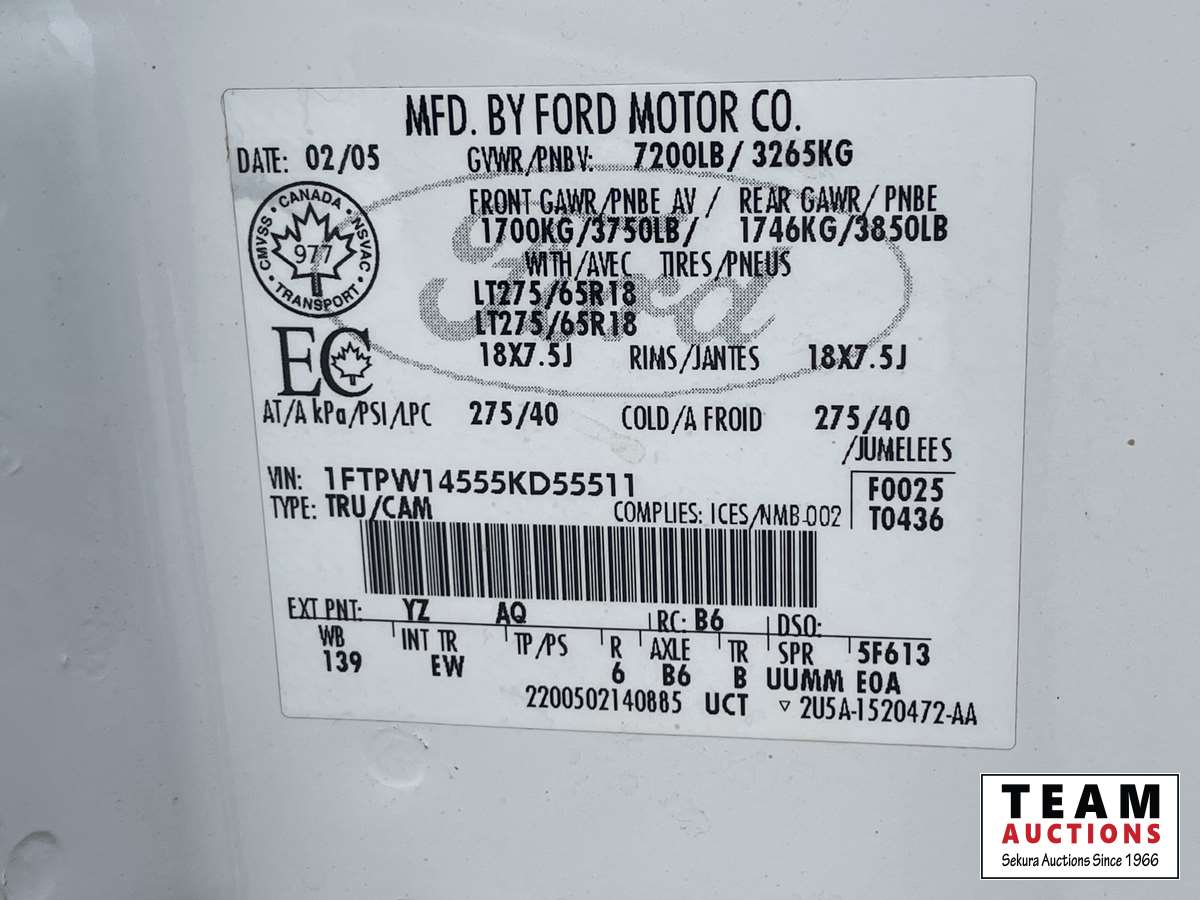 MFD. BY FORD MOTOR CO.
DATE: 02/05 GVWR/PNBV: 7200LB/ 3265KG
FRONT GAWR/PNBE AV / REAR GAWR/ PNBE
1700KG/3750LB/ 1746KG/3850LB
WITH/AVEC TIRES/PNEUS
LT275/65R18
LT275/65R18
18X7.5J RIMS/JANTES 18X7.5J
CMVSS • CANADA • NSVAC • TRANSPORT •
977
Ford
EC
AT/A kPa/PSI/LPC 275/40 COLD/A FROID 275/40
/JUMELEES
VIN: 1FTPW14555KD55511 F0025
TYPE: TRU/CAM COMPLIES: ICES/NMB-002 T0436
EXT PNT: YZ AQ RC: B6 DSO:
WB INT TR TP/PS R AXLE TR SPR 5F613
139 EW 6 B6 B UUMM E0A
2200502140885 UCT ▽ 2U5A-1520472-AA
TEAM
AUCTIONS
Sekura Auctions Since 1966